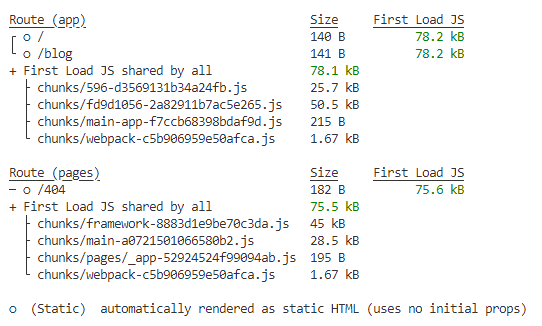 Route (app)                              Size     First Load JS
┌ ○ /                                    140 B          78.2 kB
└ ○ /blog                                141 B          78.2 kB
+ First Load JS shared by all            78.1 kB
  ├ chunks/596-d3569131b34a24fb.js       25.7 kB
  ├ chunks/fd9d1056-2a82911b7ac5e265.js  50.5 kB
  ├ chunks/main-app-f7ccb68398bdaf9d.js  215 B
  └ chunks/webpack-c5b906959e50afca.js   1.67 kB
Route (pages)                            Size     First Load JS
─ ○ /404                                 182 B          75.6 kB
+ First Load JS shared by all            75.5 kB
  ├ chunks/framework-8883d1e9be70c3da.js 45 kB
  ├ chunks/main-a0721501066580b2.js      28.5 kB
  ├ chunks/pages/_app-52924524f99094ab.js 195 B
  └ chunks/webpack-c5b906959e50afca.js   1.67 kB
○  (Static)  automatically rendered as static HTML (uses no initial props)